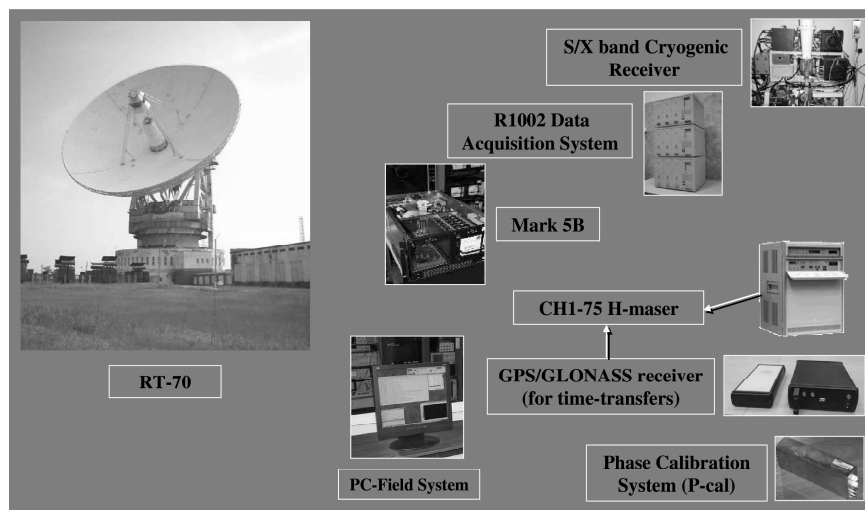 S/X band Cryogenic
Receiver
R1002 Data
Acquisition System
Mark 5B
CH1-75 H-maser
RT-70
GPS/GLONASS receiver
(for time-transfers)
PC-Field System
Phase Calibration
System (P-cal)